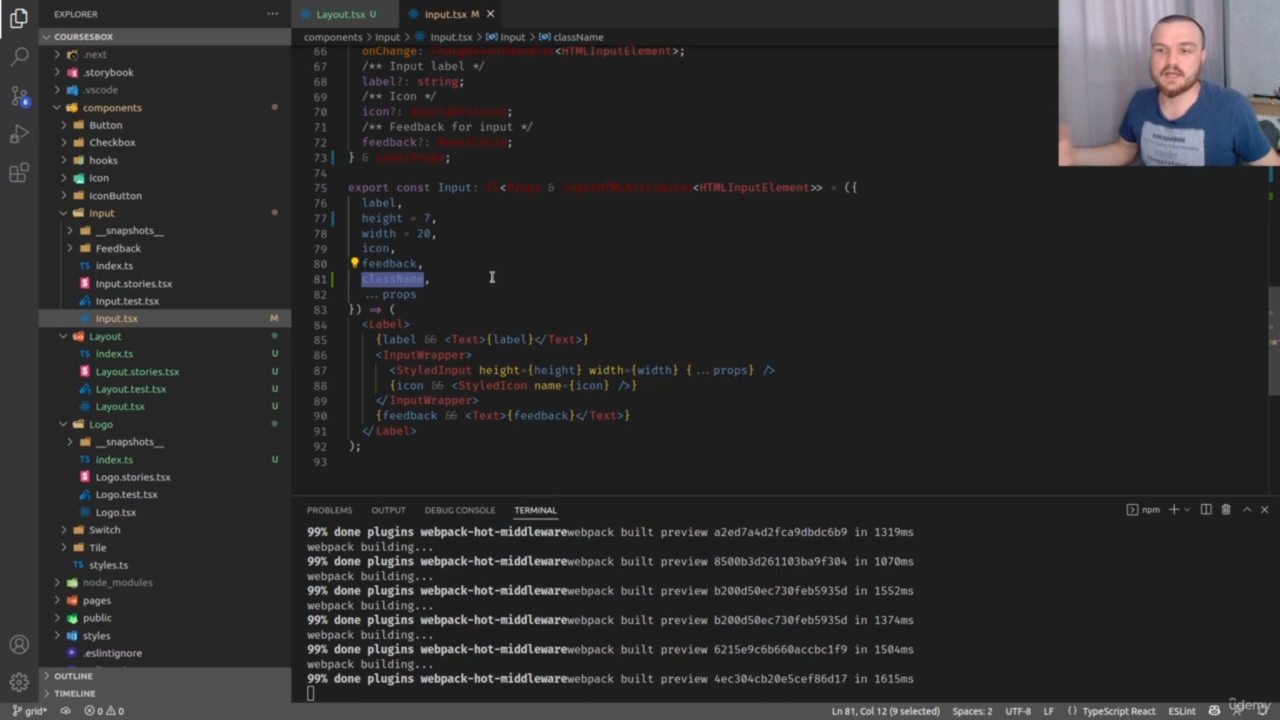 EXPLORER
COURSESBOX
.next
.storybook
.vscode
components
Button
Checkbox
hooks
Icon
IconButton
Input
__snapshots__
Feedback
index.ts
Input.stories.tsx
Input.test.tsx
Input.tsx M
Layout
index.ts U
Layout.stories.tsx U
Layout.test.tsx U
Layout.tsx U
Logo
__snapshots__
index.ts U
Logo.stories.tsx
Logo.test.tsx
Logo.tsx
Switch
Tile
styles.ts
node_modules
pages
public
styles
.eslintignore
OUTLINE
TIMELINE
Layout.tsx U
Input.tsx M
components > Input > Input.tsx > Input > className
66 onChange: ChangeEventHandler<HTMLInputElement>;
67 /** Input label */
68 label?: string;
69 /** Icon */
70 icon?:
71 /** Feedback for input */
72 feedback?: ReactNode;
73 } & LabelProps;
74
75 export const Input: FC<Props & InputHTMLAttributes<HTMLInputElement>> = ({
76 label,
77 height = 7,
78 width = 20,
79 icon,
80 feedback,
81 className,
82 ...props
83 }) => (
84 <Label>
85 {label && <Text>{label}</Text>}
86 <InputWrapper>
87 <StyledInput height={height} width={width} {...props} />
88 {icon && <StyledIcon name={icon} />}
89 </InputWrapper>
90 {feedback && <Text>{feedback}</Text>}
91 </Label>
92 );
93
PROBLEMS OUTPUT DEBUG CONSOLE TERMINAL
npm
99% done plugins webpack-hot-middlewarewebpack built preview a2ed7a4d2fca9dbdc6b9 in 1319ms
webpack building...
99% done plugins webpack-hot-middlewarewebpack built preview 8500b3d261103ba9f304 in 1070ms
webpack building...
99% done plugins webpack-hot-middlewarewebpack built preview b200d50ec730feb5935d in 1552ms
webpack building...
99% done plugins webpack-hot-middlewarewebpack built preview b200d50ec730feb5935d in 1374ms
webpack building...
99% done plugins webpack-hot-middlewarewebpack built preview 6215e9c6b660accbc1f9 in 1504ms
webpack building...
99% done plugins webpack-hot-middlewarewebpack built preview 4ec304cb20e5cef86d17 in 1615ms
6
grid* 0 0
Ln 81, Col 12 (9 selected) Spaces: 2 UTF-8 LF {} TypeScript React ESLint
udemy